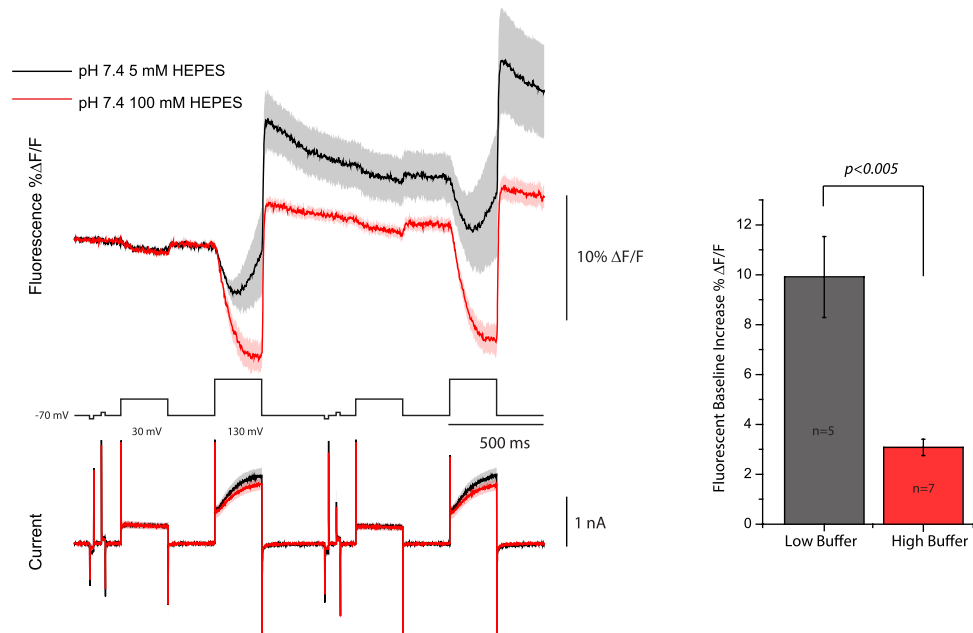 pH 7.4 5 mM HEPES
pH 7.4 100 mM HEPES
Fluorescence %ΔF/F
10% ΔF/F
-70 mV
30 mV
130 mV
500 ms
Current
1 nA
p<0.005
Fluorescent Baseline Increase % ΔF/F
12
10
8
6
4
2
0
n=5
n=7
Low Buffer
High Buffer